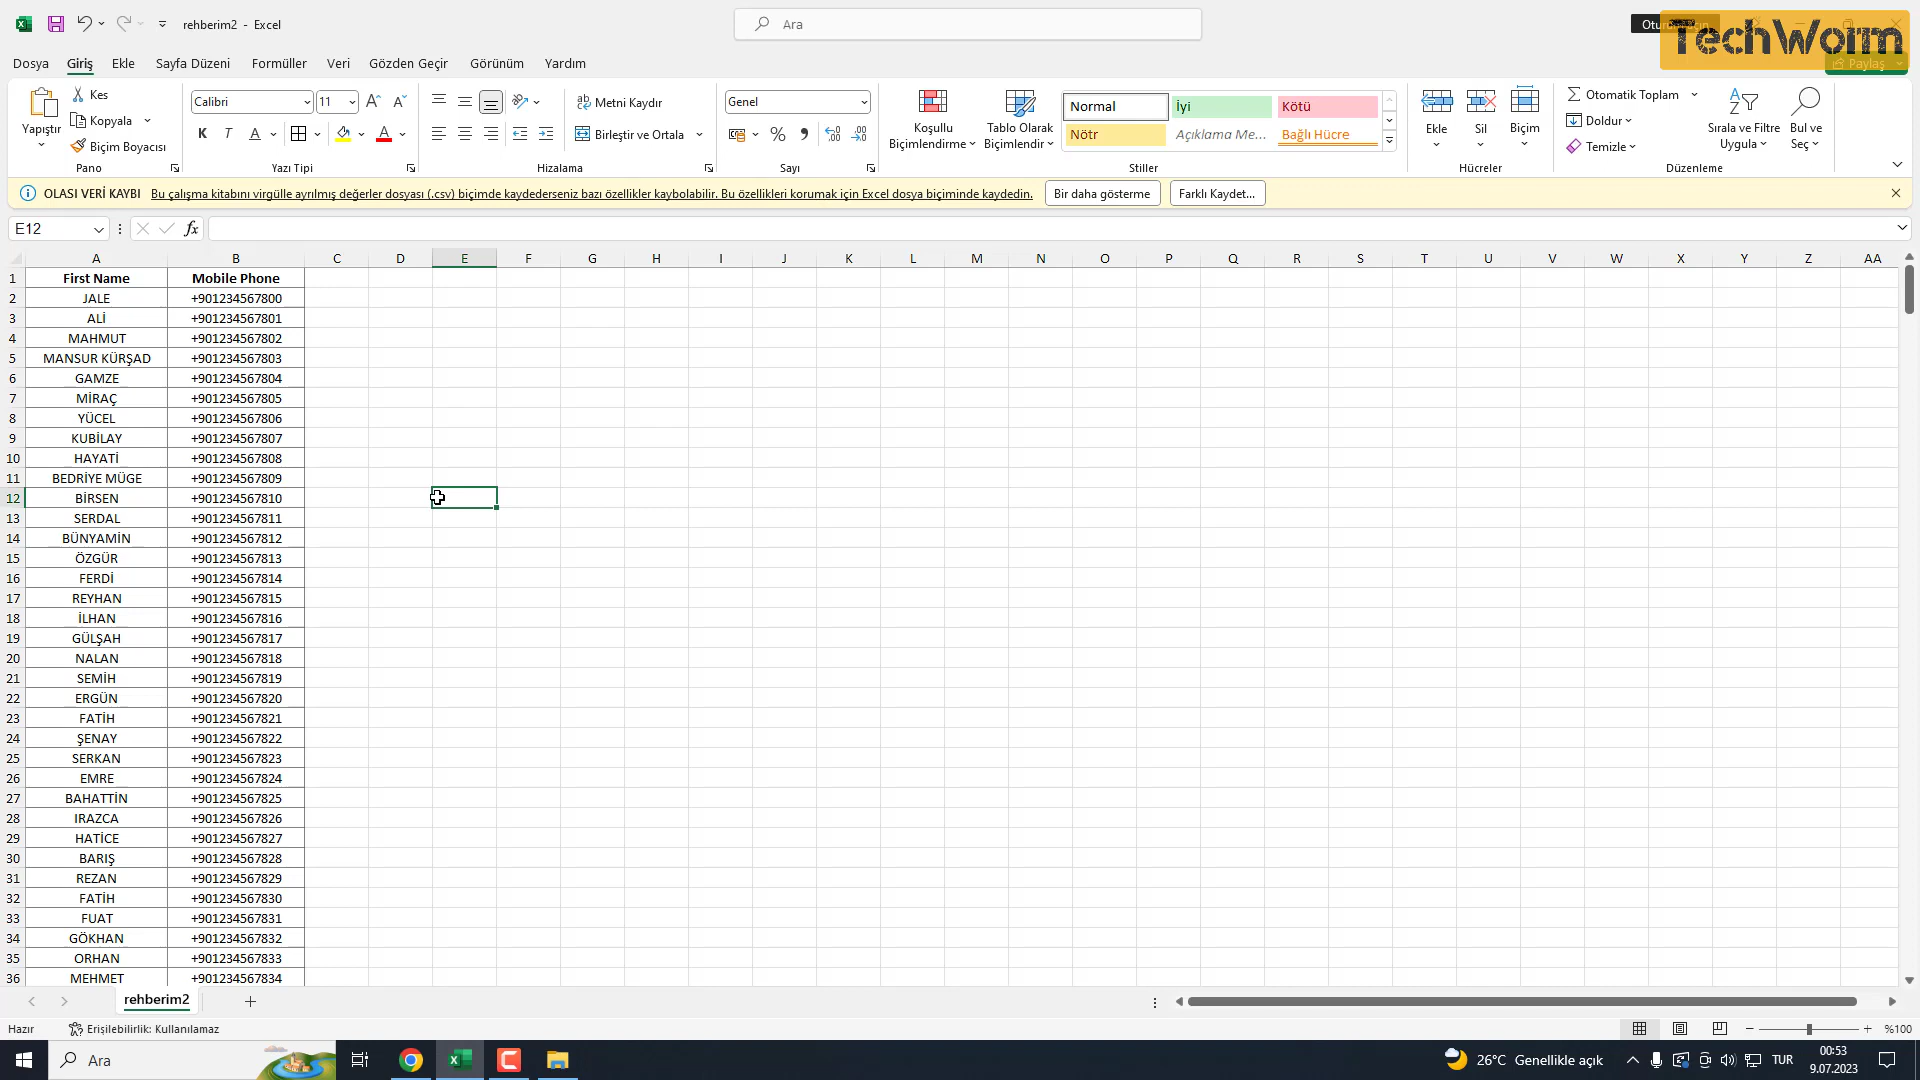 rehberim2 - Excel
Ara
TechWorm
Paylaş
Dosya Giriş Ekle Sayfa Düzeni Formüller Veri Gözden Geçir Görünüm Yardım
Yapıştır
Kes
Kopyala
Biçim Boyacısı
Pano
Calibri 11
K T A
Yazı Tipi
Metni Kaydır
Birleştir ve Ortala
Hizalama
Genel
Sayı
Koşullu Biçimlendirme
Tablo Olarak Biçimlendir
Normal İyi Kötü
Nötr Açıklama Me... Bağlı Hücre
Stiller
Ekle Sil Biçim
Hücreler
Otomatik Toplam
Doldur
Temizle
Sırala ve Filtre Uygula
Bul ve Seç
Düzenleme
OLASI VERİ KAYBI Bu çalışma kitabını virgülle ayrılmış değerler dosyası (.csv) biçimde kaydederseniz bazı özellikler kaybolabilir. Bu özellikleri korumak için Excel dosya biçiminde kaydedin. Bir daha gösterme Farklı Kaydet...
E12 fx
A B C D E F G H I J K L M N O P Q R S T U V W X Y Z AA
1 First Name Mobile Phone
2 JALE +901234567800
3 ALİ +901234567801
4 MAHMUT +901234567802
5 MANSUR KÜRŞAD +901234567803
6 GAMZE +901234567804
7 MİRAÇ +901234567805
8 YÜCEL +901234567806
9 KUBİLAY +901234567807
10 HAYATİ +901234567808
11 BEDRİYE MÜGE +901234567809
12 BİRSEN +901234567810
13 SERDAL +901234567811
14 BÜNYAMİN +901234567812
15 ÖZGÜR +901234567813
16 FERDİ +901234567814
17 REYHAN +901234567815
18 İLHAN +901234567816
19 GÜLŞAH +901234567817
20 NALAN +901234567818
21 SEMİH +901234567819
22 ERGÜN +901234567820
23 FATİH +901234567821
24 ŞENAY +901234567822
25 SERKAN +901234567823
26 EMRE +901234567824
27 BAHATTİN +901234567825
28 IRAZCA +901234567826
29 HATİCE +901234567827
30 BARIŞ +901234567828
31 REZAN +901234567829
32 FATİH +901234567830
33 FUAT +901234567831
34 GÖKHAN +901234567832
35 ORHAN +901234567833
36 MEHMET +901234567834
rehberim2
Hazır Erişilebilirlik: Kullanılamaz %100
Ara 26°C Genellikle açık TUR 00:53
9.07.2023